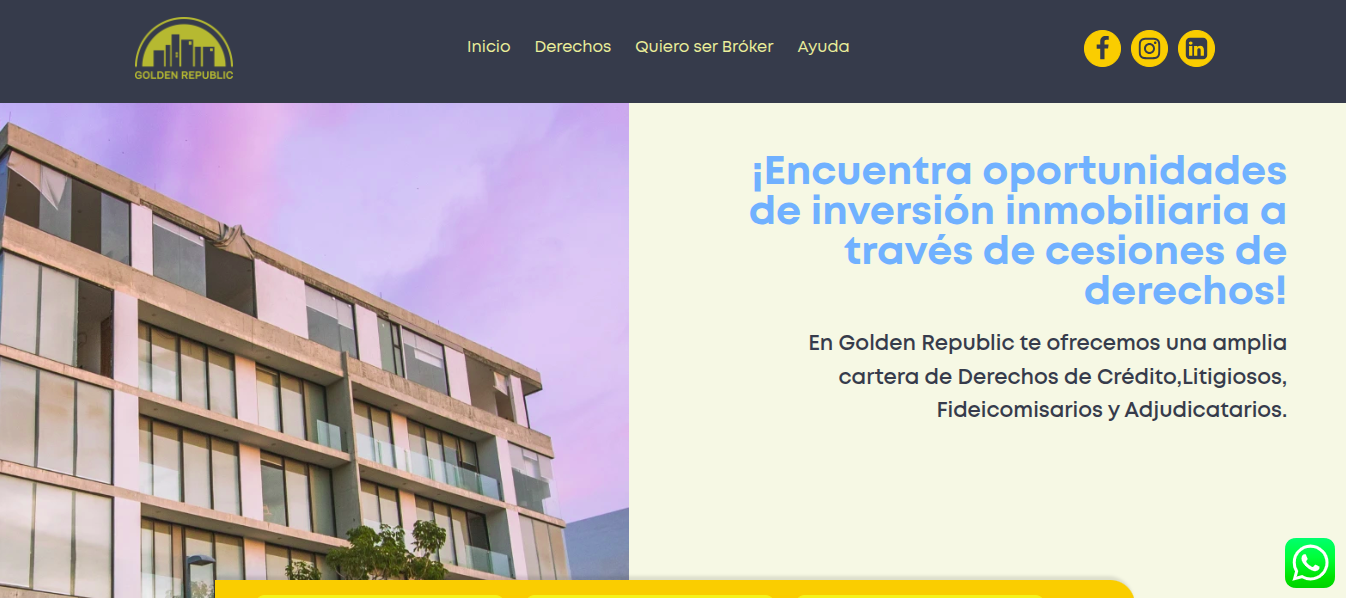 GOLDEN REPUBLIC
Inicio Derechos Quiero ser Bróker Ayuda
¡Encuentra oportunidades
de inversión inmobiliaria a
través de cesiones de
derechos!
En Golden Republic te ofrecemos una amplia
cartera de Derechos de Crédito,Litigiosos,
Fideicomisarios y Adjudicatarios.